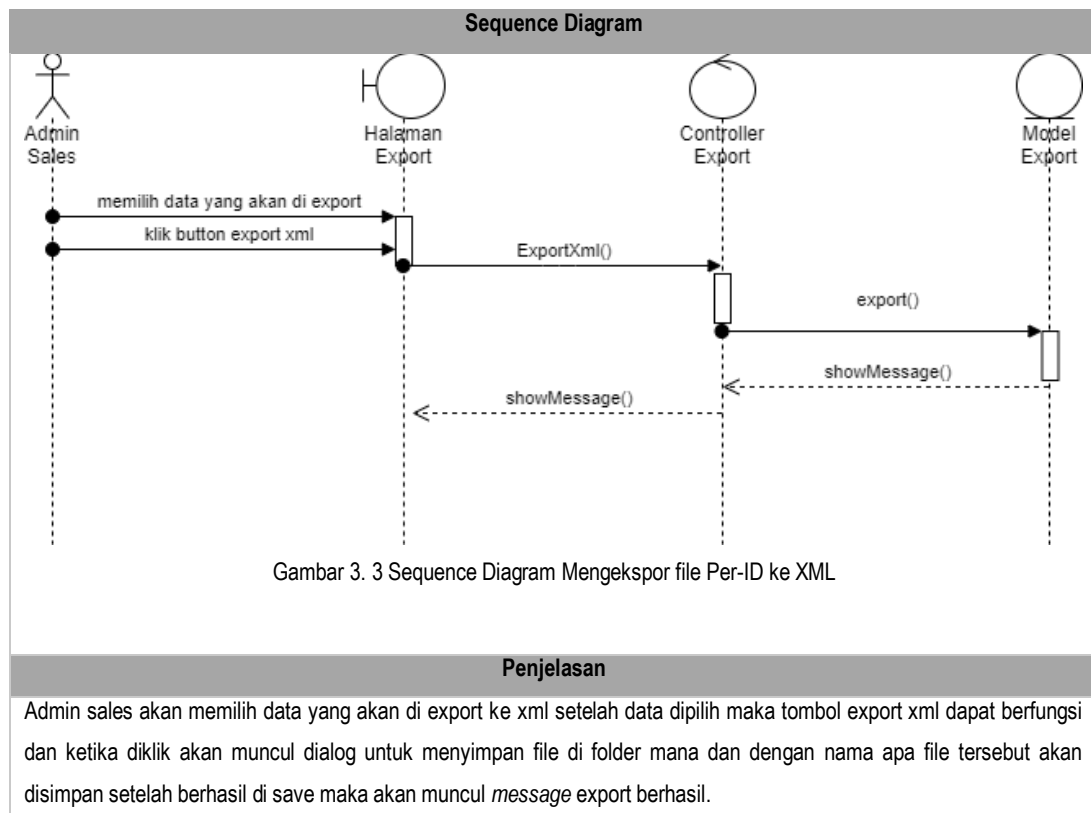 Sequence Diagram
Admin
Sales
Halaman
Export
Controller
Export
Model
Export
memilih data yang akan di export
klik button export xml
ExportXml()
export()
showMessage()
showMessage()
Gambar 3. 3 Sequence Diagram Mengekspor file Per-ID ke XML
Penjelasan
Admin sales akan memilih data yang akan di export ke xml setelah data dipilih maka tombol export xml dapat berfungsi
dan ketika diklik akan muncul dialog untuk menyimpan file di folder mana dan dengan nama apa file tersebut akan
disimpan setelah berhasil di save maka akan muncul message export berhasil.